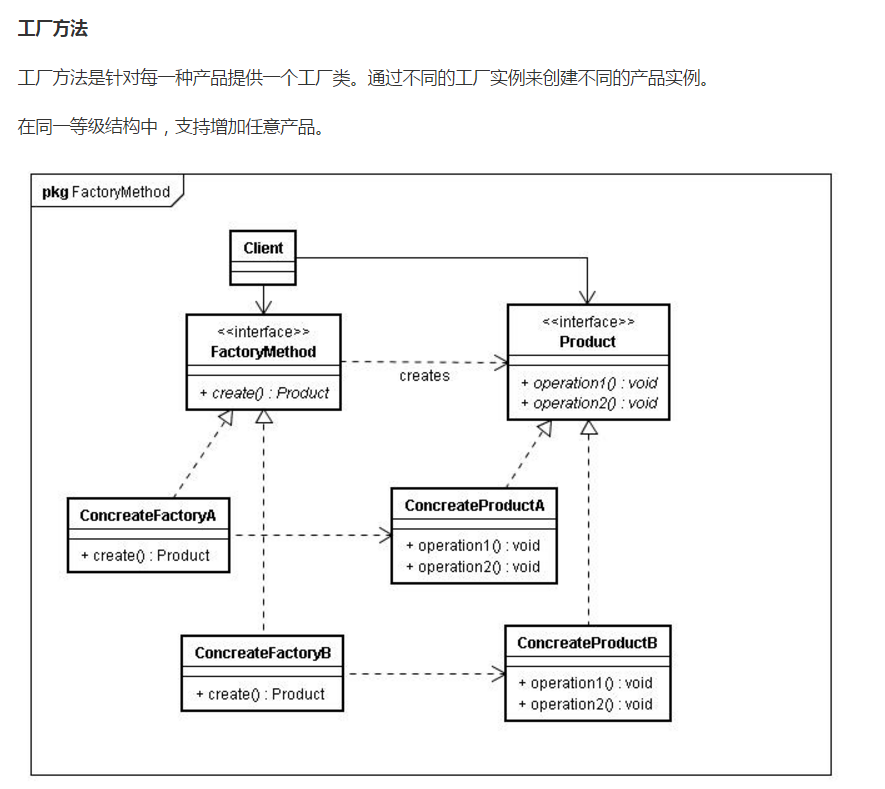 工厂方法
工厂方法是针对每一种产品提供一个工厂类。通过不同的工厂实例来创建不同的产品实例。
在同一等级结构中，支持增加任意产品。
pkg FactoryMethod
Client
<<interface>>
FactoryMethod
+ create() : Product
creates
<<interface>>
Product
+ operation1() : void
+ operation2() : void
ConcreateFactoryA
+ create() : Product
ConcreateProductA
+ operation1() : void
+ operation2() : void
ConcreateFactoryB
+ create() : Product
ConcreateProductB
+ operation1() : void
+ operation2() : void